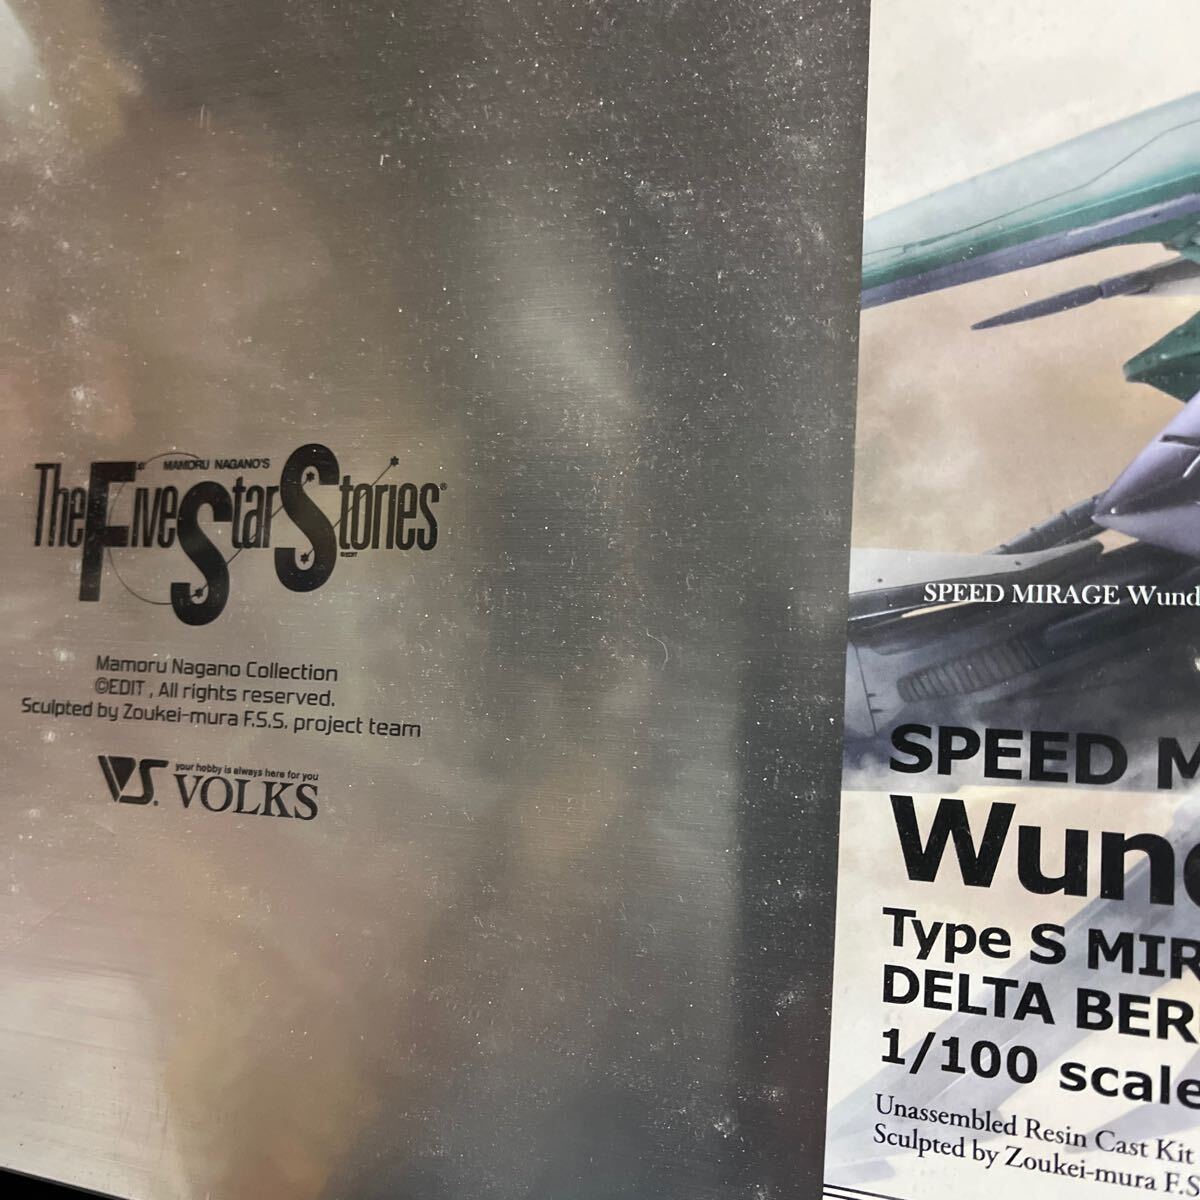 MAMORU NAGANO'S
The Five Star Stories®
©EDIT
Mamoru Nagano Collection
©EDIT , All rights reserved.
Sculpted by Zoukei-mura F.S.S. project team
VS. your hobby is always here for you
VOLKS
SPEED MIRAGE Wund
SPEED M
Wund
Type S MIR
DELTA BER
1/100 scale
Unassembled Resin Cast Kit
Sculpted by Zoukei-mura F.S